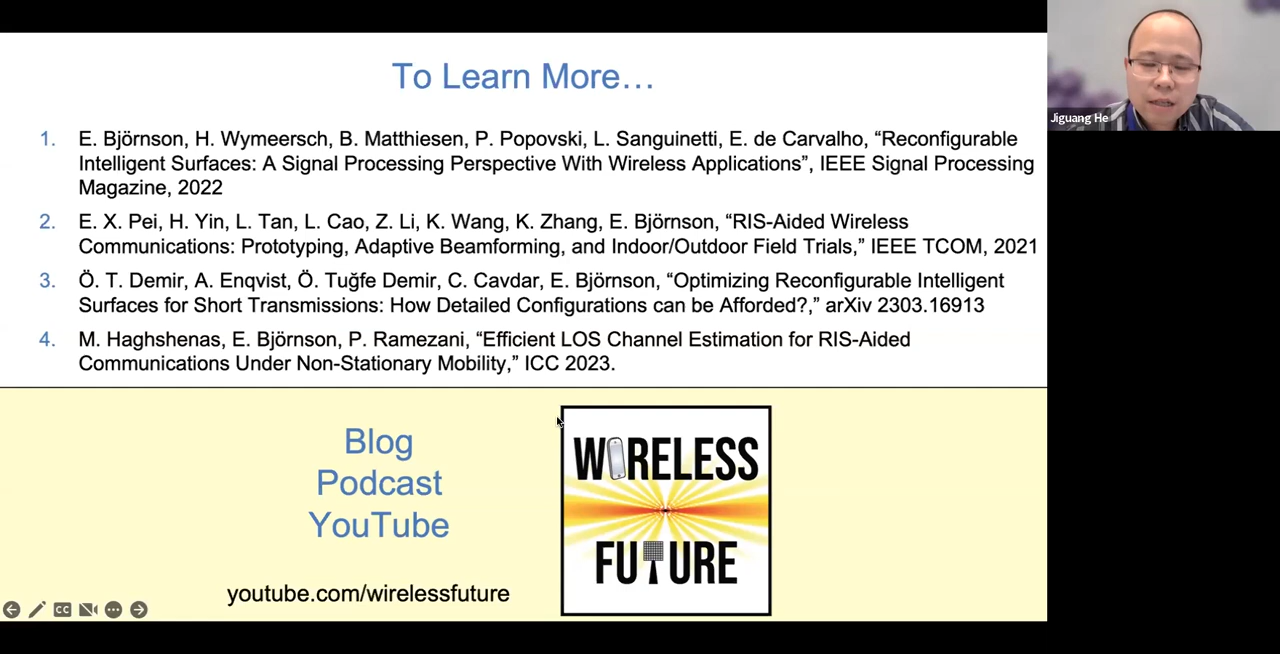 To Learn More…
1. E. Björnson, H. Wymeersch, B. Matthiesen, P. Popovski, L. Sanguinetti, E. de Carvalho, “Reconfigurable
Intelligent Surfaces: A Signal Processing Perspective With Wireless Applications”, IEEE Signal Processing
Magazine, 2022
2. E. X. Pei, H. Yin, L. Tan, L. Cao, Z. Li, K. Wang, K. Zhang, E. Björnson, “RIS-Aided Wireless
Communications: Prototyping, Adaptive Beamforming, and Indoor/Outdoor Field Trials,” IEEE TCOM, 2021
3. Ö. T. Demir, A. Enqvist, Ö. Tuğfe Demir, C. Cavdar, E. Björnson, “Optimizing Reconfigurable Intelligent
Surfaces for Short Transmissions: How Detailed Configurations can be Afforded?,” arXiv 2303.16913
4. M. Haghshenas, E. Björnson, P. Ramezani, “Efficient LOS Channel Estimation for RIS-Aided
Communications Under Non-Stationary Mobility,” ICC 2023.
Blog
Podcast
YouTube
youtube.com/wirelessfuture
WIRELESS
FUTURE
CC
Jiguang He